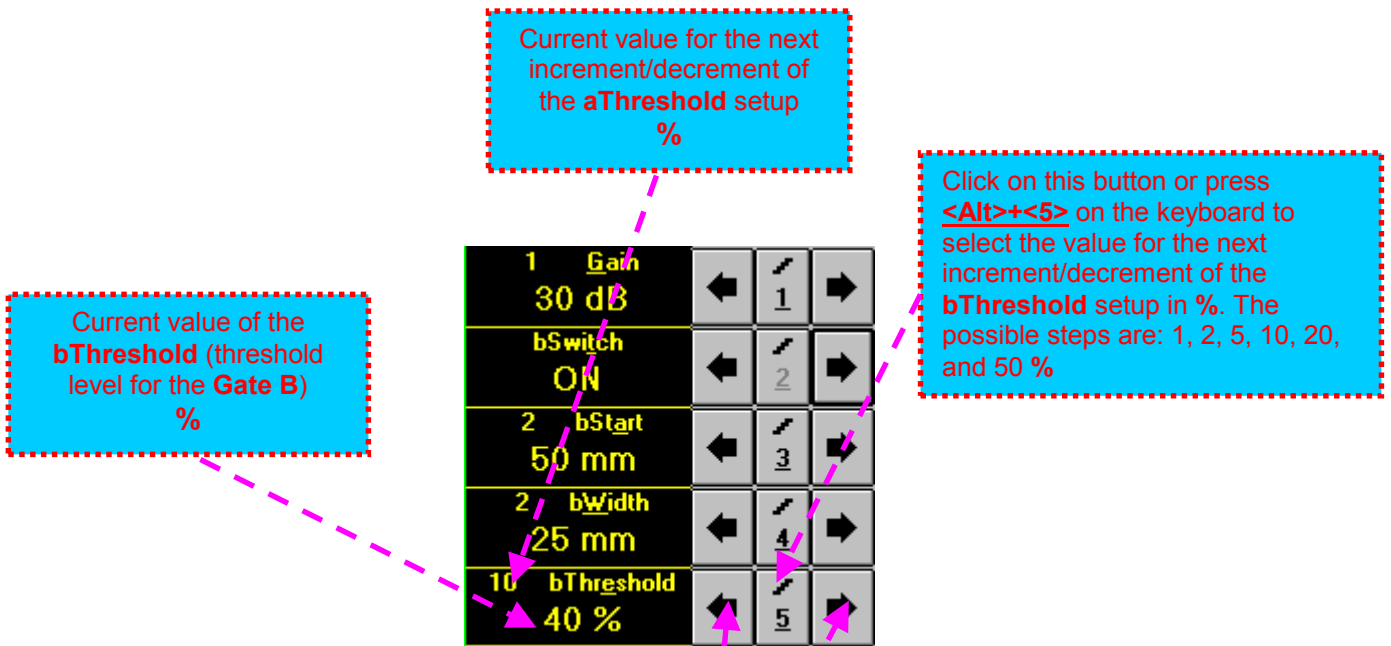 Current value for the next
increment/decrement of
the aThreshold setup
%
Click on this button or press
<Alt>+<5> on the keyboard to
select the value for the next
increment/decrement of the
bThreshold setup in %. The
possible steps are: 1, 2, 5, 10, 20,
and 50 %
Current value of the
bThreshold (threshold
level for the Gate B)
%
1 Gain
30 dB
1
bSwitch
ON
2
2 bStart
50 mm
3
2 bWidth
25 mm
4
10 bThreshold
40 %
5